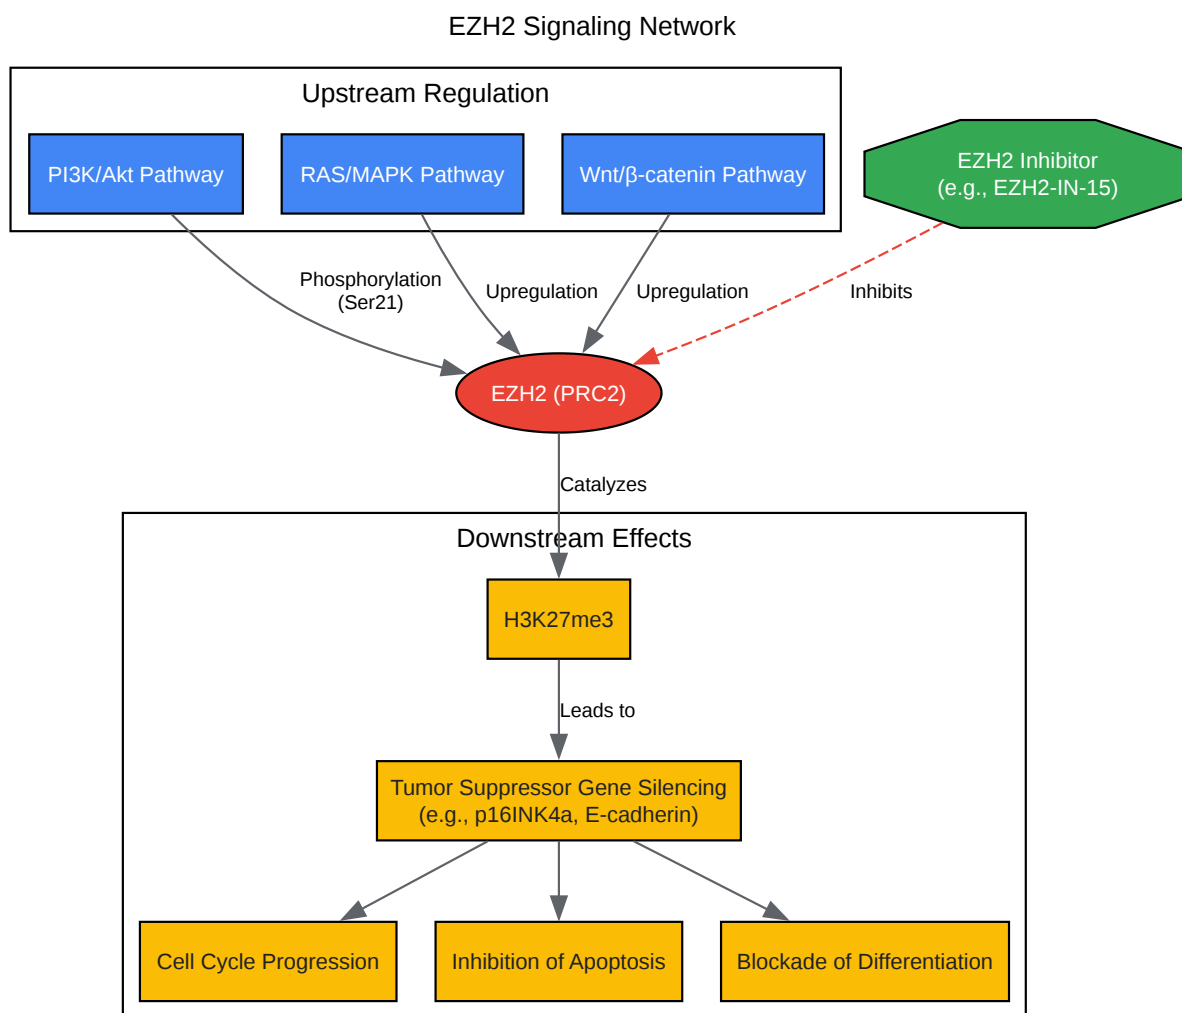 EZH2 Signaling Network
Upstream Regulation
PI3K/Akt Pathway
RAS/MAPK Pathway
Wnt/β-catenin Pathway
EZH2 Inhibitor
(e.g., EZH2-IN-15)
Phosphorylation
(Ser21)
Upregulation
Upregulation
Inhibits
EZH2 (PRC2)
Catalyzes
Downstream Effects
H3K27me3
Leads to
Tumor Suppressor Gene Silencing
(e.g., p16INK4a, E-cadherin)
Cell Cycle Progression
Inhibition of Apoptosis
Blockade of Differentiation